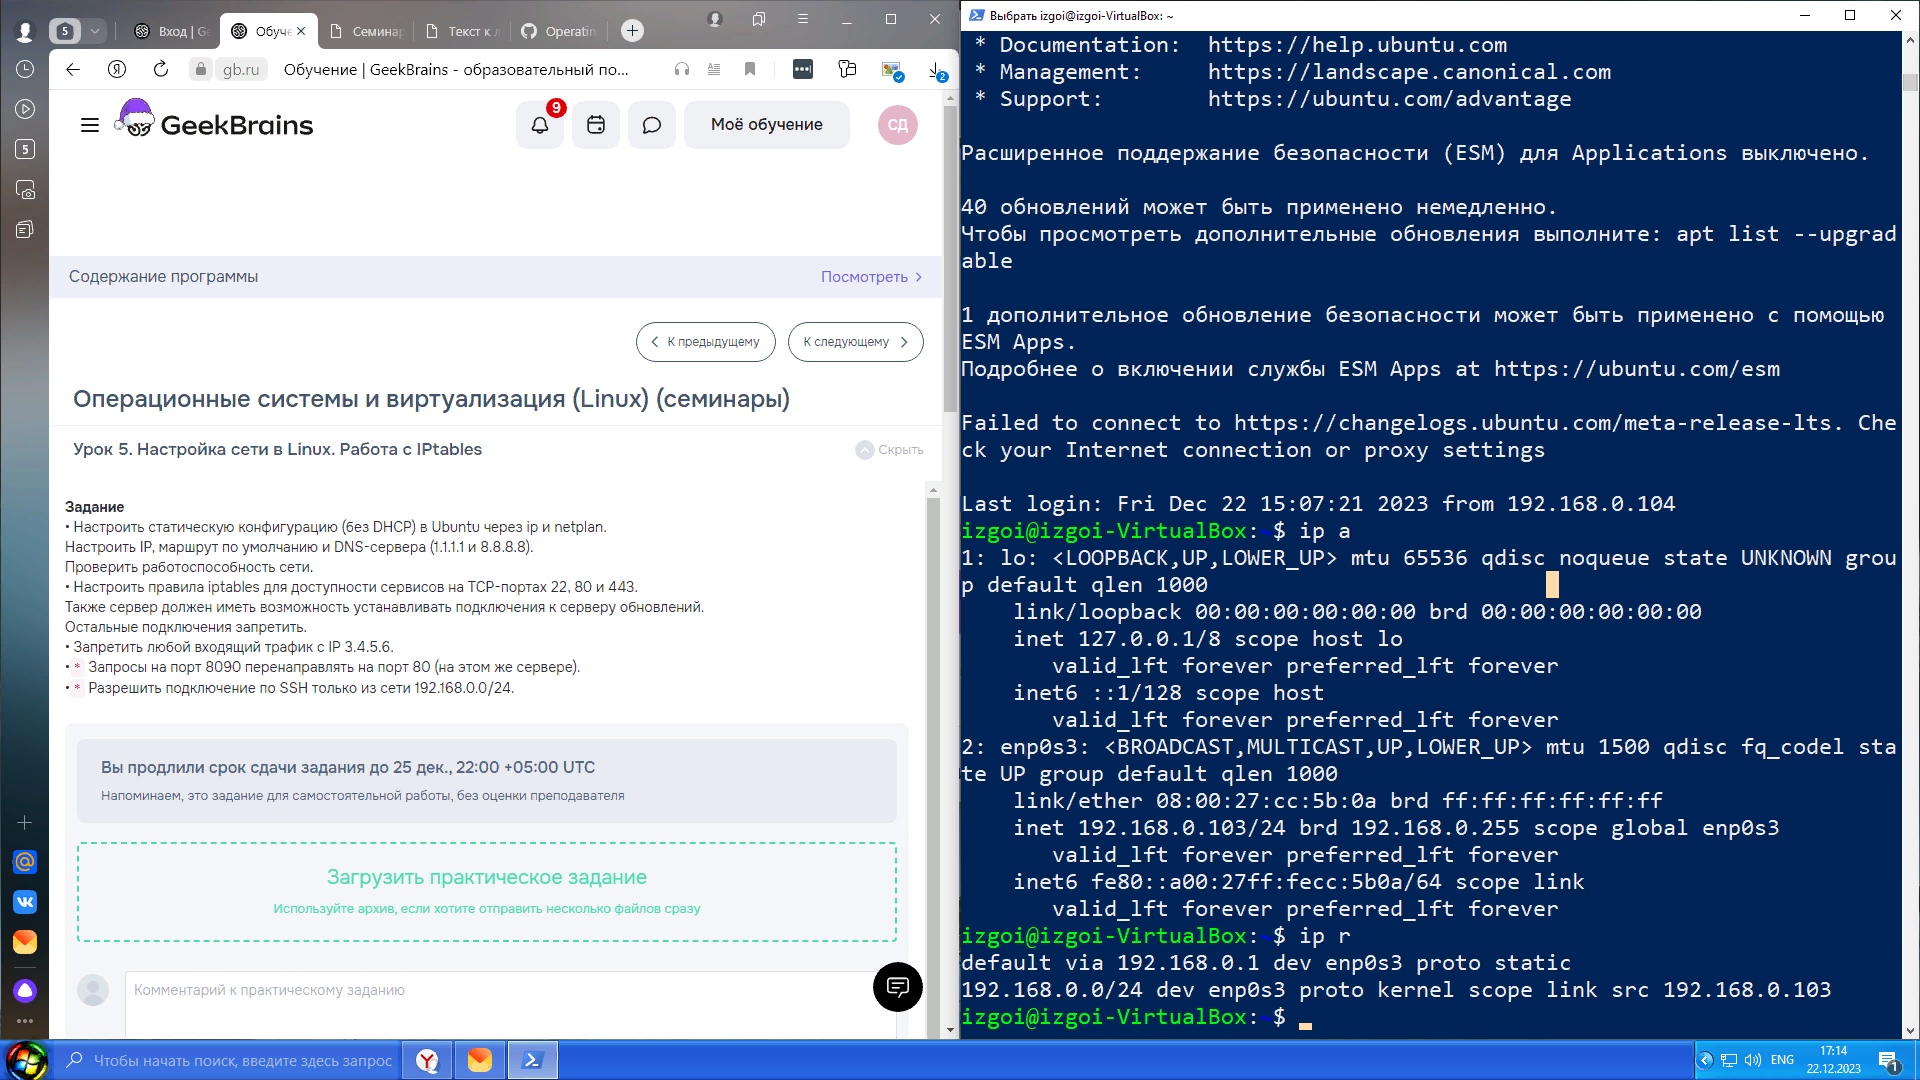 5
Вход | G
Обуче
Семинар
Текст к л
Operatin
gb.ru
Обучение | GeekBrains - образовательный по...
2
5
GeekBrains
9
Моё обучение
СД
Содержание программы
Посмотреть
К предыдущему
К следующему
Операционные системы и виртуализация (Linux) (семинары)
Урок 5. Настройка сети в Linux. Работа с IPtables
Скрыть
Задание
• Настроить статическую конфигурацию (без DHCP) в Ubuntu через ip и netplan.
Настроить IP, маршрут по умолчанию и DNS-сервера (1.1.1.1 и 8.8.8.8).
Проверить работоспособность сети.
• Настроить правила iptables для доступности сервисов на TCP-портах 22, 80 и 443.
Также сервер должен иметь возможность устанавливать подключения к серверу обновлений.
Остальные подключения запретить.
• Запретить любой входящий трафик с IP 3.4.5.6.
• * Запросы на порт 8090 перенаправлять на порт 80 (на этом же сервере).
• * Разрешить подключение по SSH только из сети 192.168.0.0/24.
Вы продлили срок сдачи задания до 25 дек., 22:00 +05:00 UTC
Напоминаем, это задание для самостоятельной работы, без оценки преподавателя
Загрузить практическое задание
Используйте архив, если хотите отправить несколько файлов сразу
Комментарий к практическому заданию
Выбрать izgoi@izgoi-VirtualBox: ~
* Documentation:  https://help.ubuntu.com
* Management:     https://landscape.canonical.com
* Support:        https://ubuntu.com/advantage
Расширенное поддержание безопасности (ESM) для Applications выключено.
40 обновлений может быть применено немедленно.
Чтобы просмотреть дополнительные обновления выполните: apt list --upgrad
able
1 дополнительное обновление безопасности может быть применено с помощью
ESM Apps.
Подробнее о включении службы ESM Apps at https://ubuntu.com/esm
Failed to connect to https://changelogs.ubuntu.com/meta-release-lts. Che
ck your Internet connection or proxy settings
Last login: Fri Dec 22 15:07:21 2023 from 192.168.0.104
izgoi@izgoi-VirtualBox:~$ ip a
1: lo: <LOOPBACK,UP,LOWER_UP> mtu 65536 qdisc noqueue state UNKNOWN grou
p default qlen 1000
link/loopback 00:00:00:00:00:00 brd 00:00:00:00:00:00
inet 127.0.0.1/8 scope host lo
valid_lft forever preferred_lft forever
inet6 ::1/128 scope host
valid_lft forever preferred_lft forever
2: enp0s3: <BROADCAST,MULTICAST,UP,LOWER_UP> mtu 1500 qdisc fq_codel sta
te UP group default qlen 1000
link/ether 08:00:27:cc:5b:0a brd ff:ff:ff:ff:ff:ff
inet 192.168.0.103/24 brd 192.168.0.255 scope global enp0s3
valid_lft forever preferred_lft forever
inet6 fe80::a00:27ff:fecc:5b0a/64 scope link
valid_lft forever preferred_lft forever
izgoi@izgoi-VirtualBox:~$ ip r
default via 192.168.0.1 dev enp0s3 proto static
192.168.0.0/24 dev enp0s3 proto kernel scope link src 192.168.0.103
izgoi@izgoi-VirtualBox:~$
Чтобы начать поиск, введите здесь запрос
ENG
17:14
22.12.2023
1